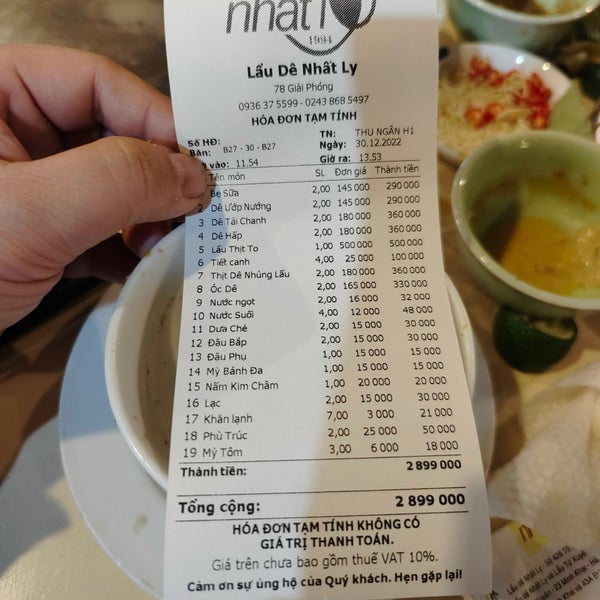 nhất
1994
Lẩu Dê Nhất Ly
78 Giải Phóng
0936 37 5599 - 0243 868 5497
HÓA ĐƠN TẠM TÍNH
Số HĐ: TN: THU NGÂN H1
Bàn: B27 - 30 - B27 Ngày: 30.12.2022
vào: 11.54 Giờ ra: 13.53
Tên món SL Đơn giá Thành tiền
Bẹ Sữa 2,00 145 000 290 000
2 Dê Ướp Nướng 2,00 145 000 290 000
3 Dê Tái Chanh 2,00 180 000 360 000
4 Dê Hấp 2,00 180 000 360 000
5 Lẩu Thịt To 1,00 500 000 500 000
6 Tiết canh 4,00 25 000 100 000
7 Thịt Dê Nhúng Lẩu 2,00 180 000 360 000
8 Óc Dê 2,00 165 000 330 000
9 Nước ngọt 2,00 16 000 32 000
10 Nước Suối 4,00 12 000 48 000
11 Dưa Chẻ 2,00 15 000 30 000
12 Đâu Bắp 2,00 15 000 30 000
13 Đậu Phụ 1,00 15 000 15 000
14 Mỳ Bánh Đa 1,00 15 000 15 000
15 Nấm Kim Châm 1,00 20 000 20 000
16 Lạc 2,00 15 000 30 000
17 Khăn lạnh 7,00 3 000 21 000
18 Phù Trúc 2,00 25 000 50 000
19 Mỳ Tôm 3,00 6 000 18 000
Thành tiền: 2 899 000
Tổng cộng: 2 899 000
HÓA ĐƠN TẠM TÍNH KHÔNG CÓ
GIÁ TRỊ THANH TOÁN.
Giá trên chưa bao gồm thuế VAT 10%.
Cảm ơn sự ủng hộ của Quý khách. Hẹn gặp lại!